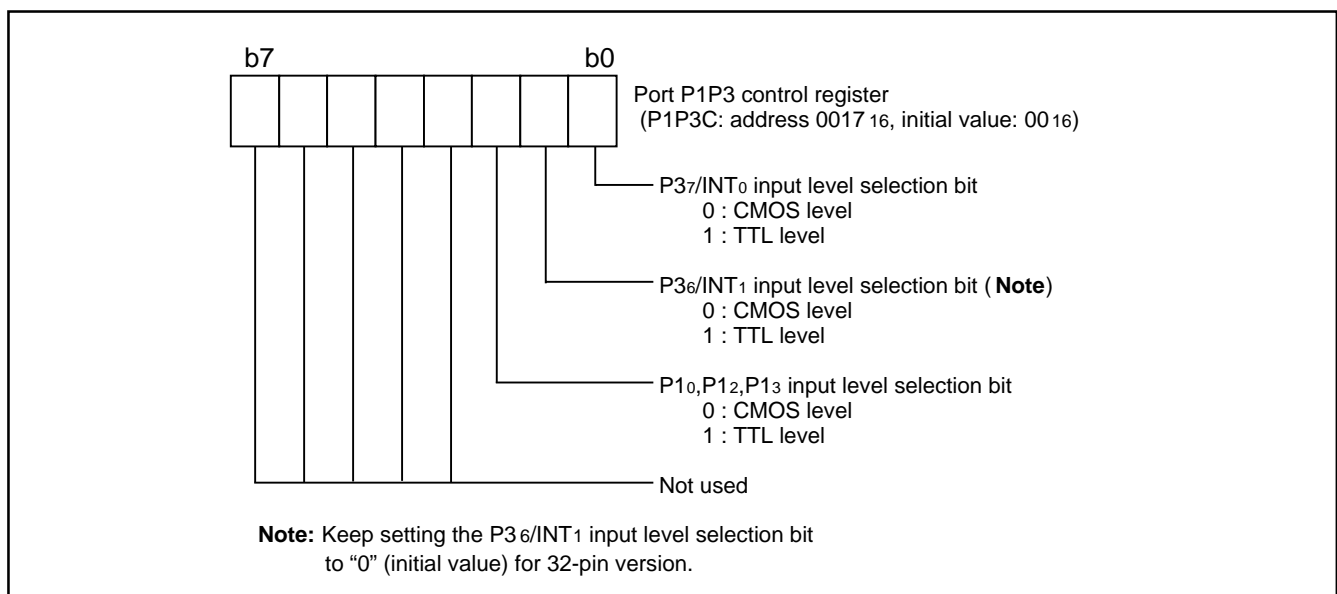 b7 b0
Port P1P3 control register
(P1P3C: address 0017 16, initial value: 0016)
P37/INT0 input level selection bit
0 : CMOS level
1 : TTL level
P36/INT1 input level selection bit ( Note)
0 : CMOS level
1 : TTL level
P10,P12,P13 input level selection bit
0 : CMOS level
1 : TTL level
Not used
Note: Keep setting the P3 6/INT1 input level selection bit
to “0” (initial value) for 32-pin version.